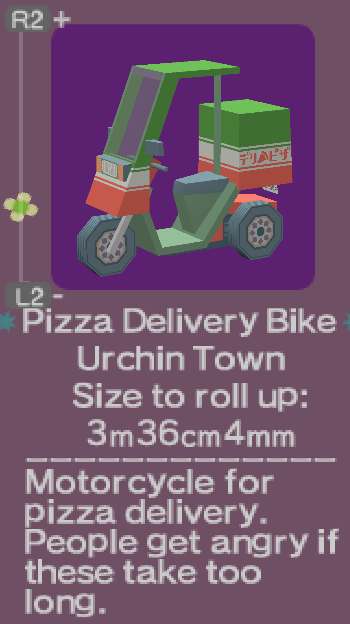 R2 +
デリ♪ピザ
L2 -
Pizza Delivery Bike
Urchin Town
Size to roll up:
3m36cm4mm
Motorcycle for
pizza delivery.
People get angry if
these take too
long.